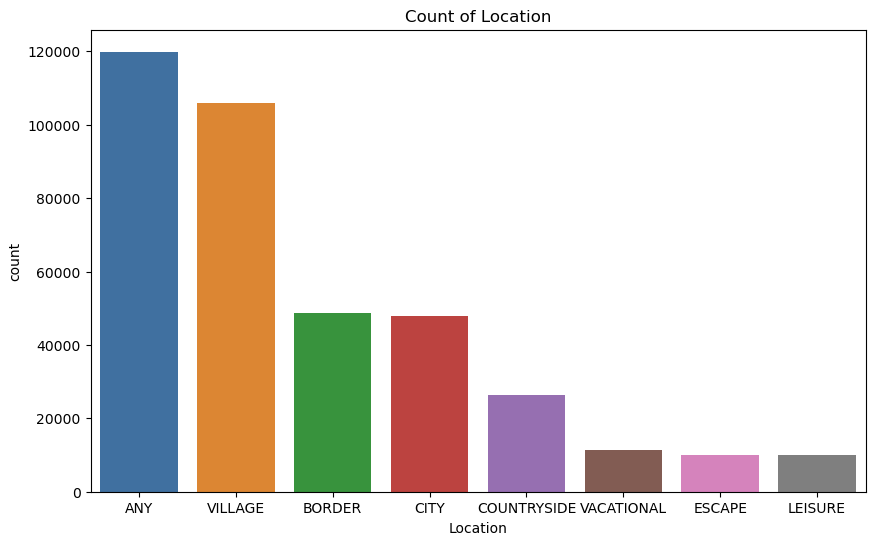 Count of Location
120000
100000
80000
60000
40000
20000
0
count
ANY VILLAGE BORDER CITY COUNTRYSIDE VACATIONAL ESCAPE LEISURE
Location